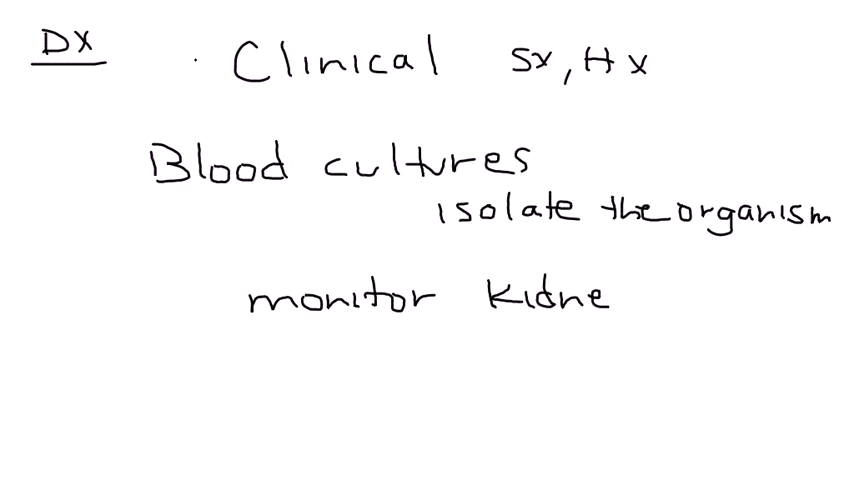 DX
Clinical Sx, Hx
Blood cultures
isolate the organism
monitor kidne